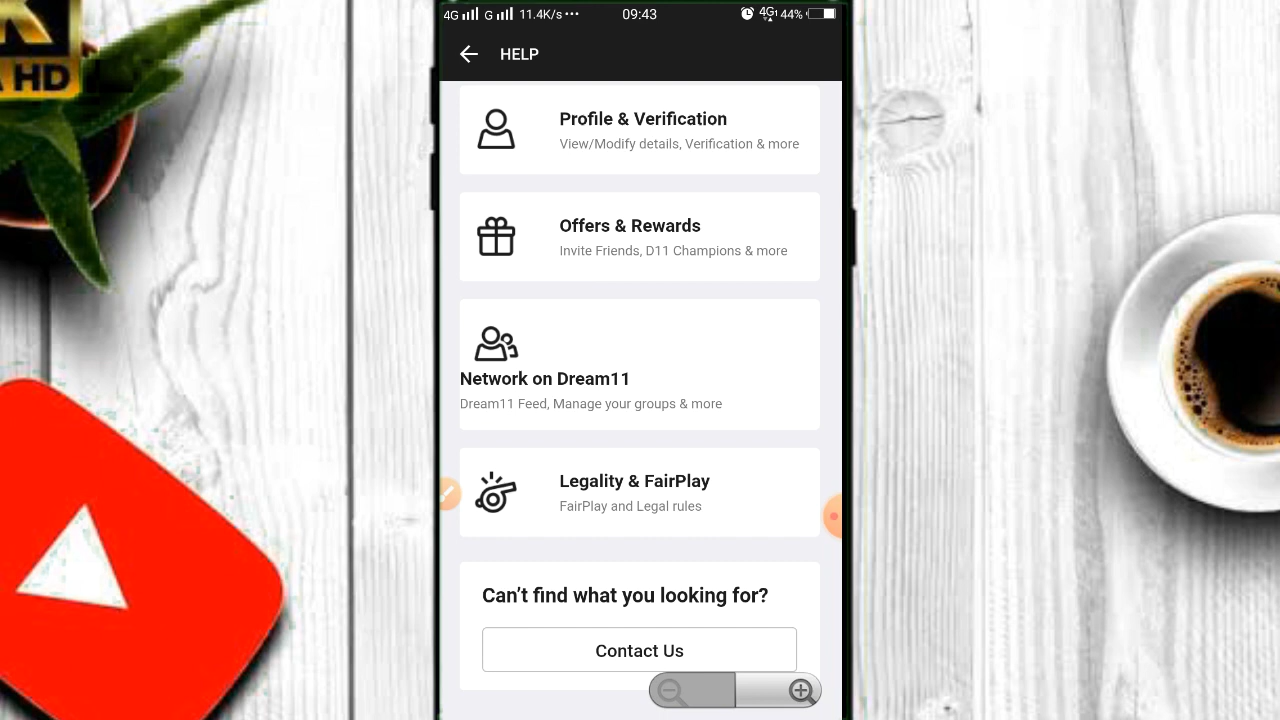 K
HD
4G G 11.4K/s ··· 09:43 4G 44%
HELP
Profile & Verification
View/Modify details, Verification & more
Offers & Rewards
Invite Friends, D11 Champions & more
Network on Dream11
Dream11 Feed, Manage your groups & more
Legality & FairPlay
FairPlay and Legal rules
Can’t find what you looking for?
Contact Us